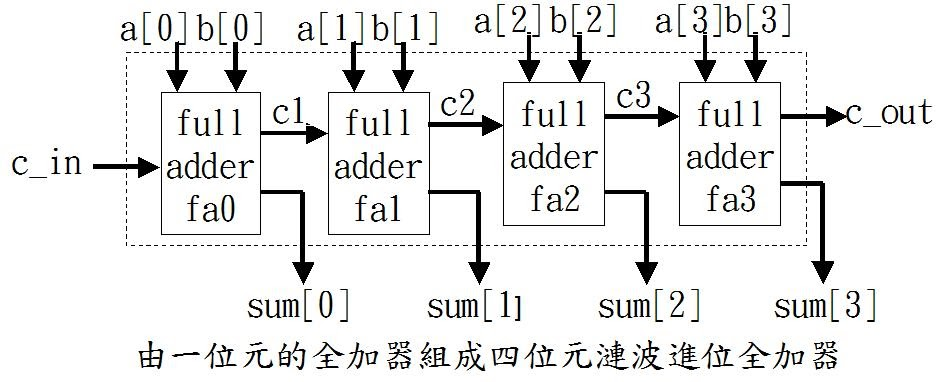 a[0] b[0] a[1] b[1] a[2] b[2] a[3] b[3]
c_in
full adder fa0
c1
full adder fa1
c2
full adder fa2
c3
full adder fa3
c_out
sum[0] sum[1] sum[2] sum[3]
由一位元的全加器組成四位元漣波進位全加器